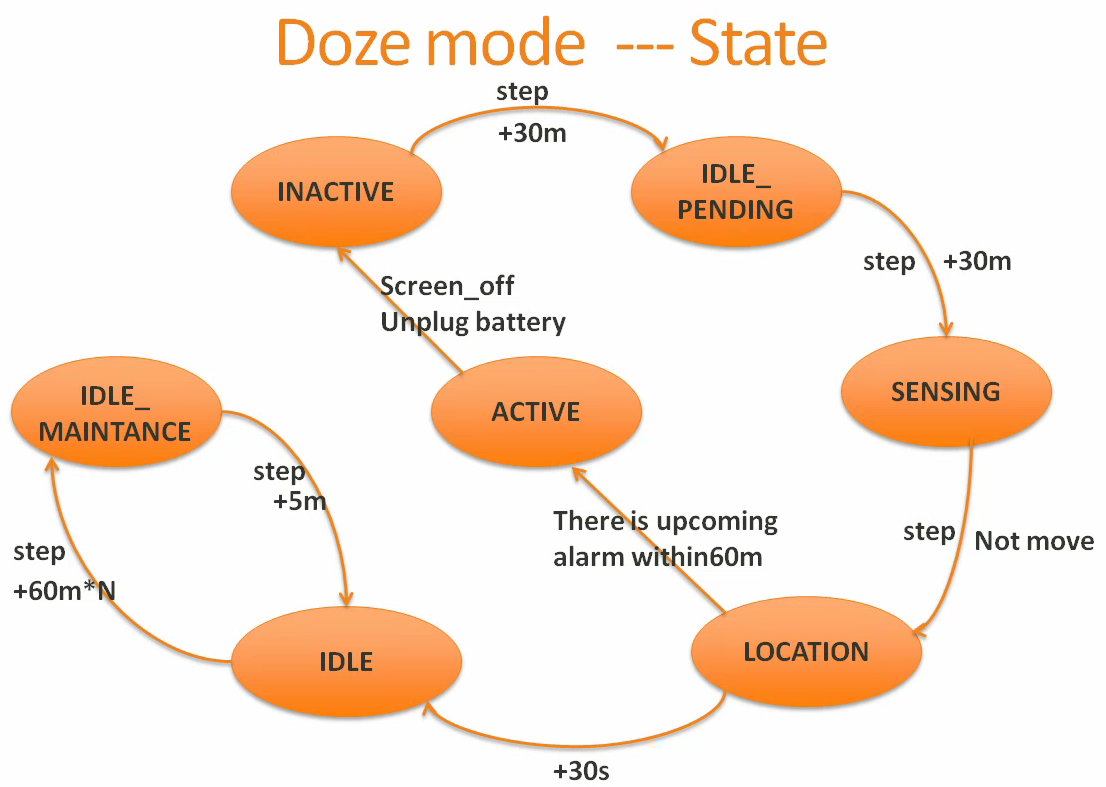 Doze mode --- State
step
+30m
INACTIVE
IDLE_
PENDING
step
+30m
Screen_off
Unplug battery
IDLE_
MAINTANCE
ACTIVE
SENSING
step
+5m
There is upcoming
alarm within60m
step
Not move
step
+60m*N
IDLE
LOCATION
+30s